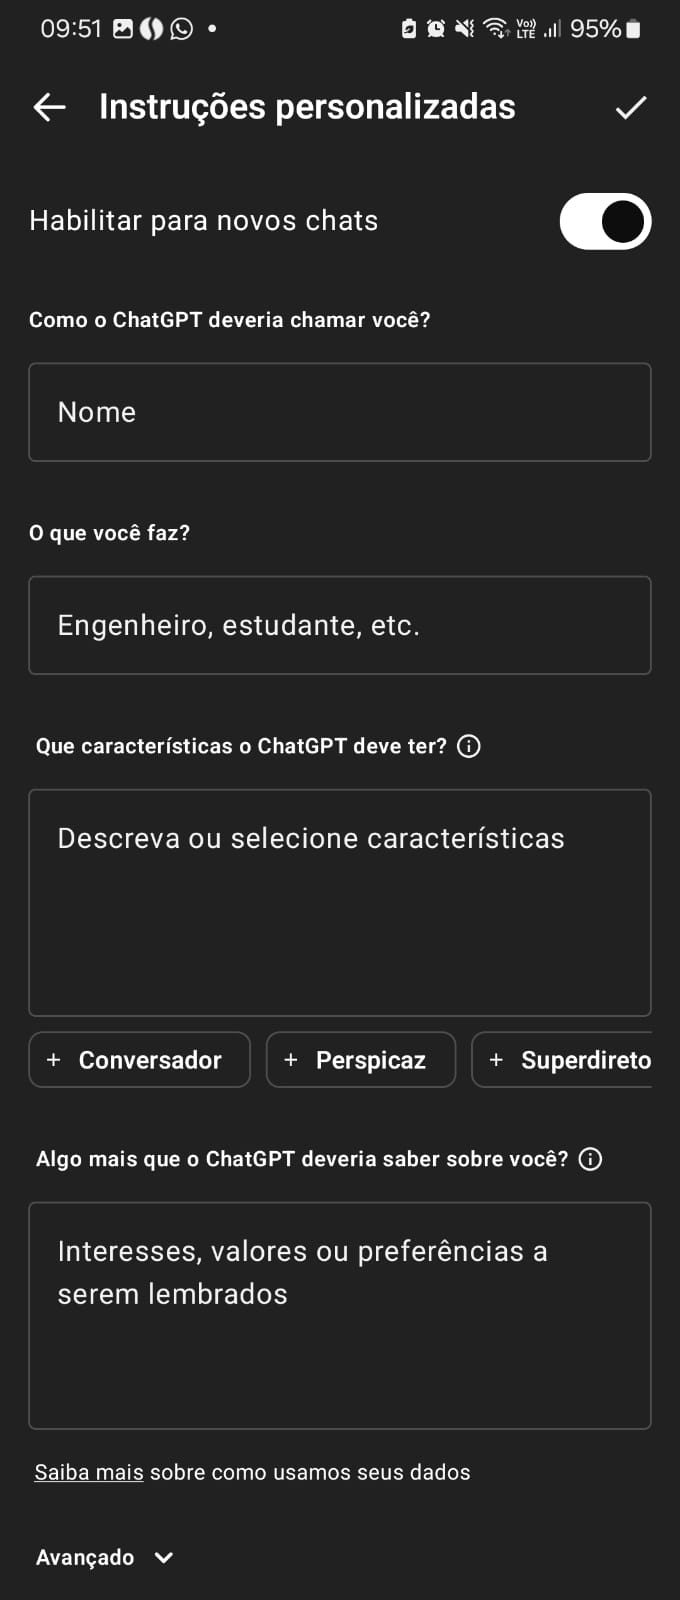 09:51
Vo))
LTE
95%
Instruções personalizadas
Habilitar para novos chats
Como o ChatGPT deveria chamar você?
Nome
O que você faz?
Engenheiro, estudante, etc.
Que características o ChatGPT deve ter?
Descreva ou selecione características
+ Conversador + Perspicaz + Superdireto
Algo mais que o ChatGPT deveria saber sobre você?
Interesses, valores ou preferências a
serem lembrados
Saiba mais sobre como usamos seus dados
Avançado